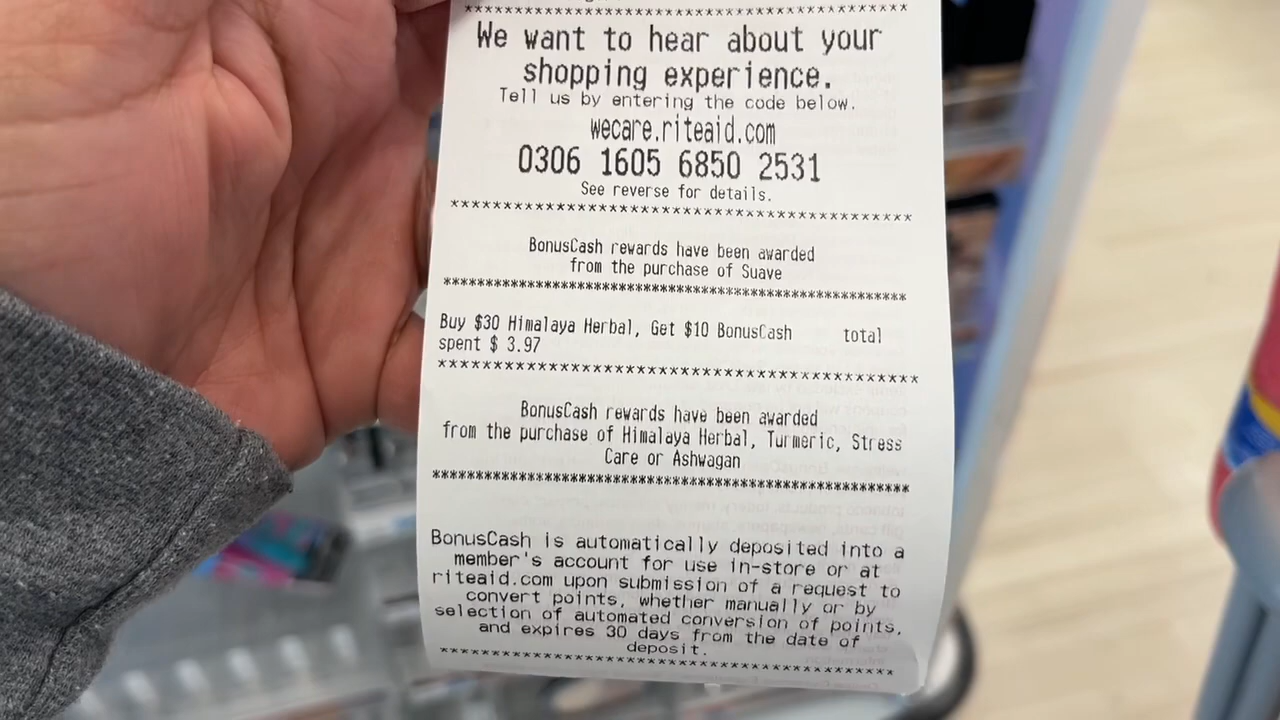 ****************************************
We want to hear about your
shopping experience.
Tell us by entering the code below.
wecare.riteaid.com
0306 1605 6850 2531
See reverse for details.
****************************************
BonusCash rewards have been awarded
from the purchase of Suave
****************************************
Buy $30 Himalaya Herbal, Get $10 BonusCash total
spent $ 3.97
****************************************
BonusCash rewards have been awarded
from the purchase of Himalaya Herbal, Turmeric, Stress
Care or Ashwagan
****************************************
BonusCash is automatically deposited into a
member's account for use in-store or at
riteaid.com upon submission of a request to
convert points, whether manually or by
selection of automated conversion of points,
and expires 30 days from the date of
deposit.
****************************************